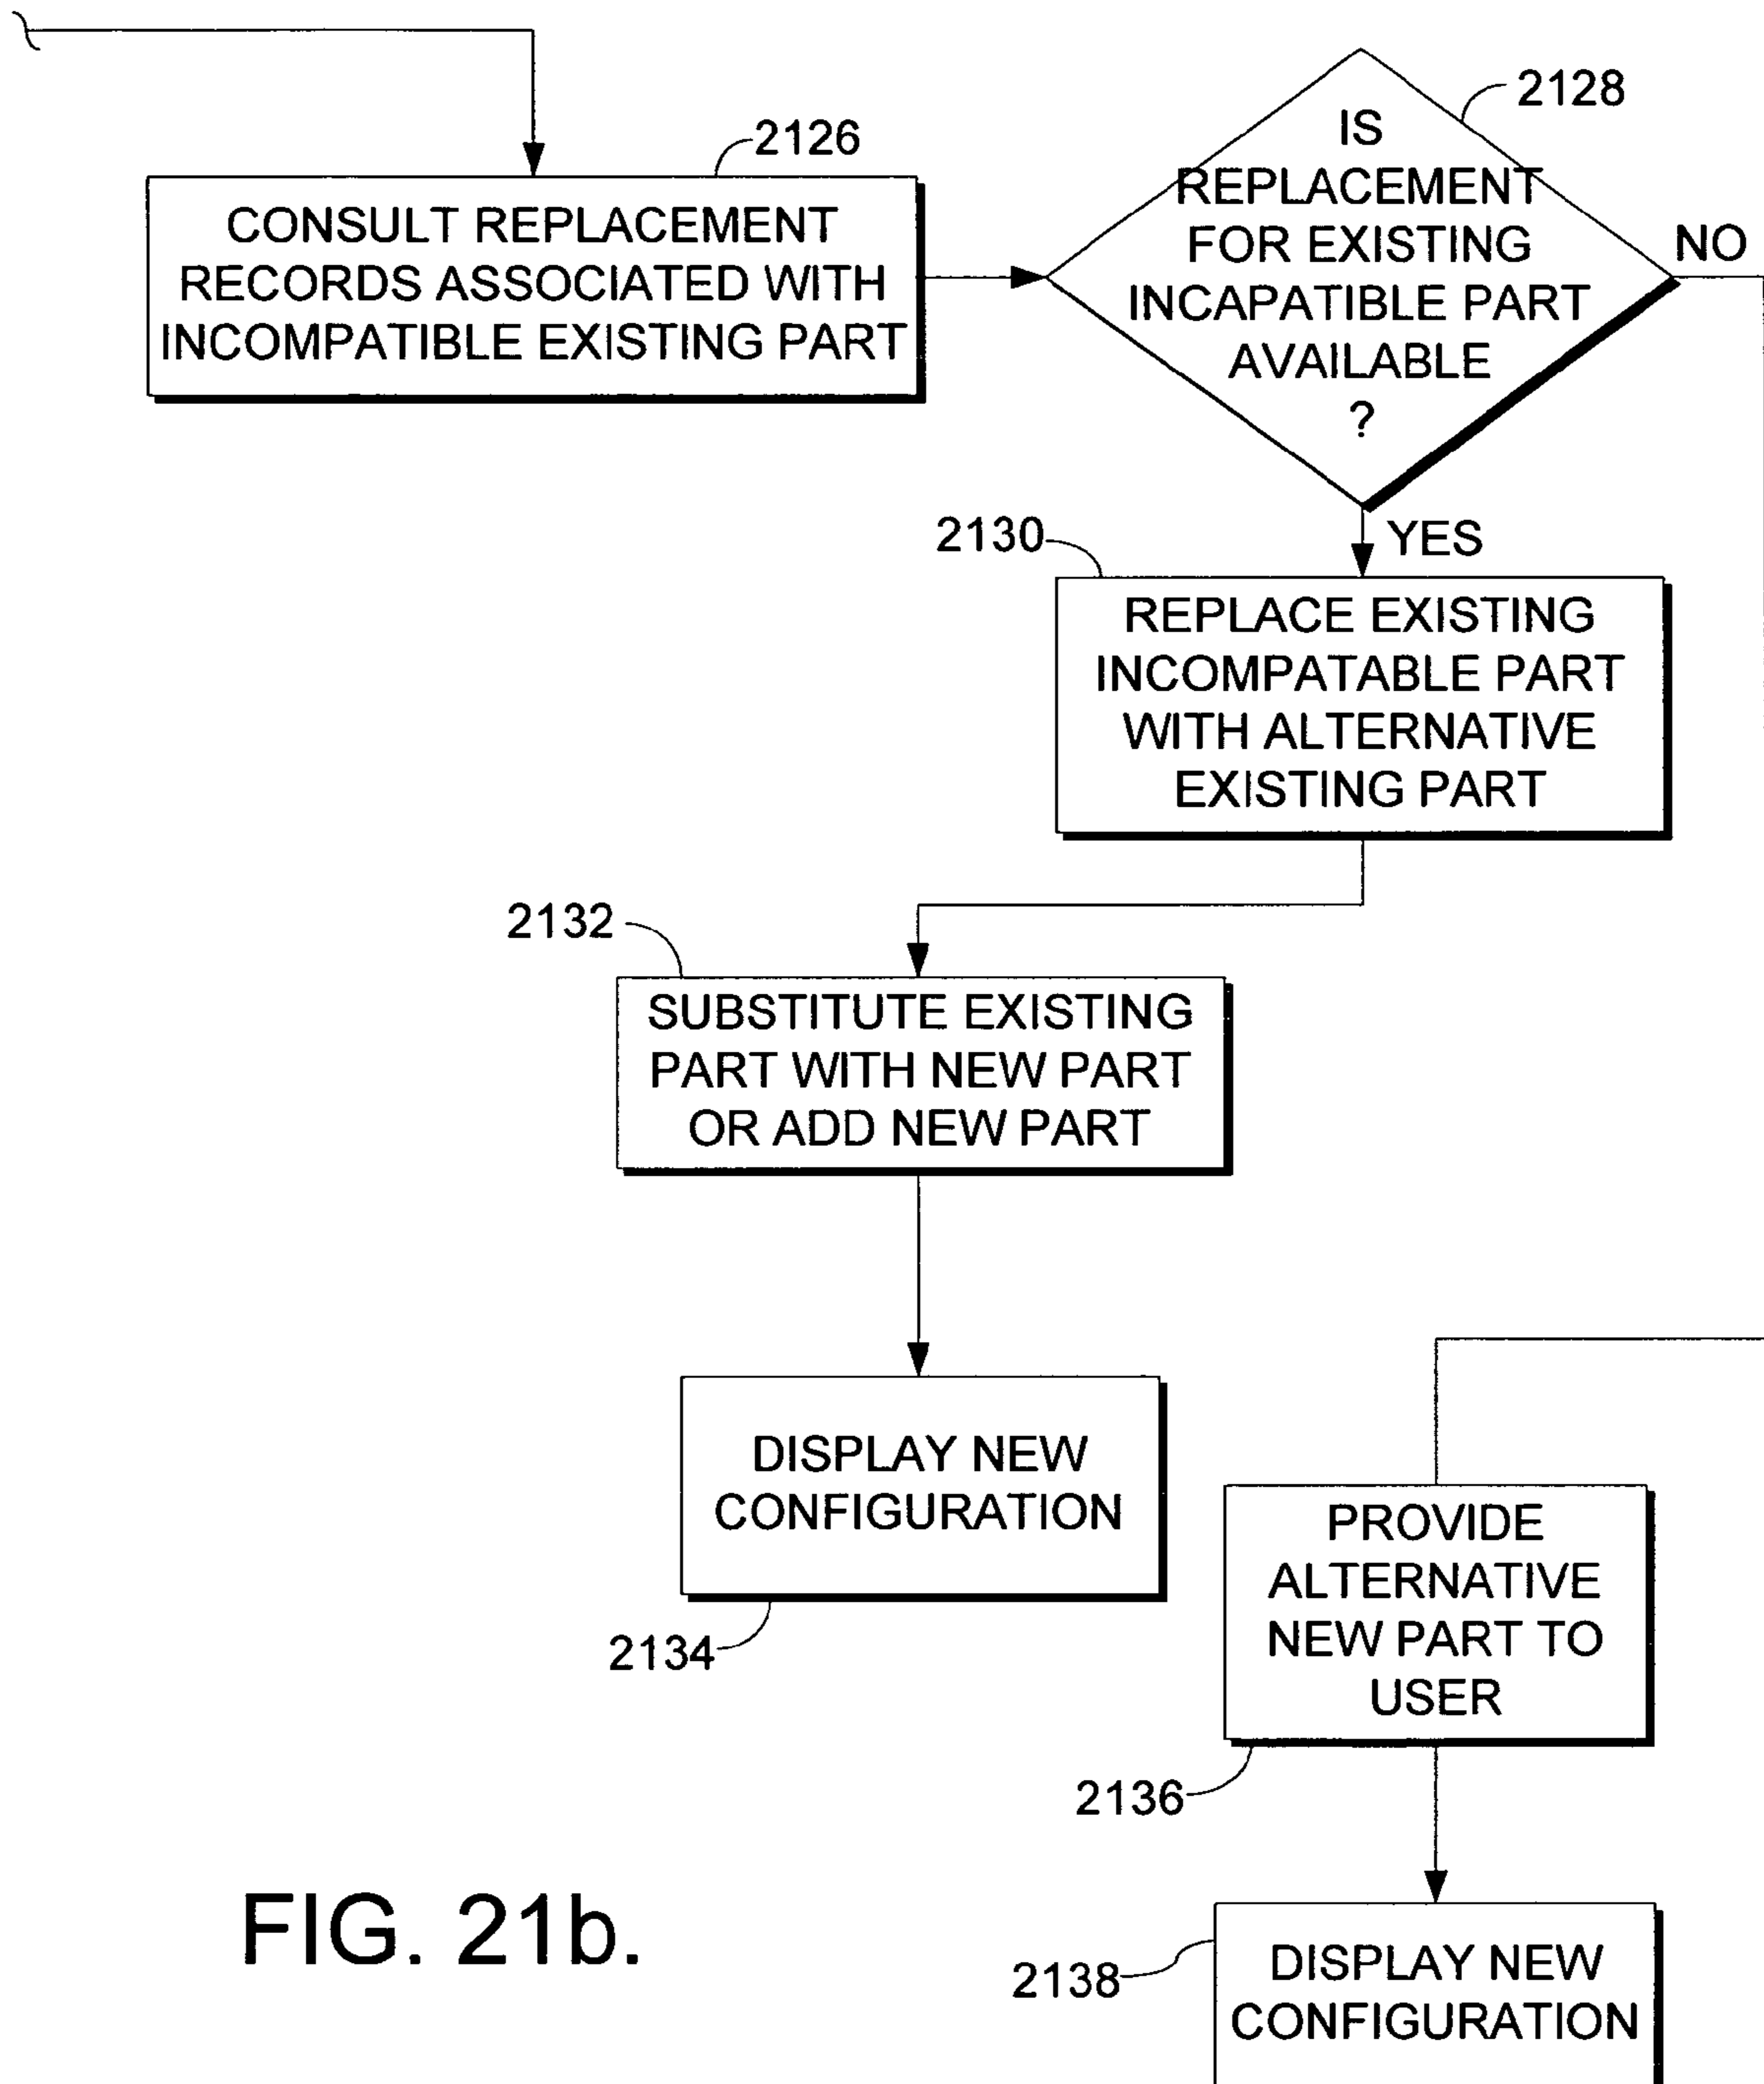 2126
CONSULT REPLACEMENT
RECORDS ASSOCIATED WITH
INCOMPATIBLE EXISTING PART
2128
IS
REPLACEMENT
FOR EXISTING
INCAPATIBLE PART
AVAILABLE
?
NO
YES
2130
REPLACE EXISTING
INCOMPATABLE PART
WITH ALTERNATIVE
EXISTING PART
2132
SUBSTITUTE EXISTING
PART WITH NEW PART
OR ADD NEW PART
DISPLAY NEW
CONFIGURATION
2134
PROVIDE
ALTERNATIVE
NEW PART TO
USER
2136
2138
DISPLAY NEW
CONFIGURATION
FIG. 21b.